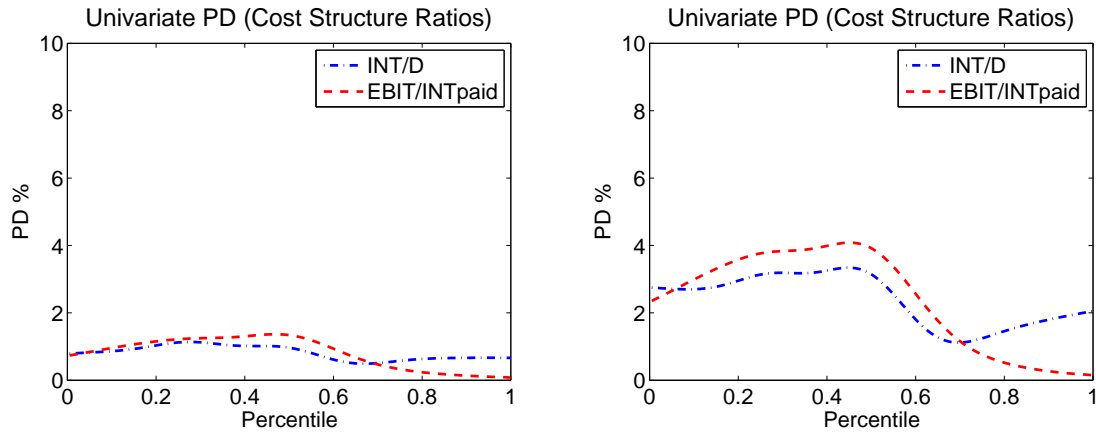 Univariate PD (Cost Structure Ratios)
10
8
6
4
2
0
PD %
INT/D
EBIT/INTpaid
0 0.2 0.4 0.6 0.8 1
Percentile
Univariate PD (Cost Structure Ratios)
10
8
6
4
2
0
PD %
INT/D
EBIT/INTpaid
0 0.2 0.4 0.6 0.8 1
Percentile